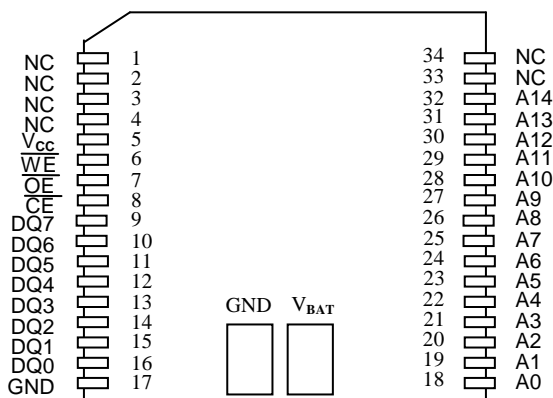 NC 1 34 NC
NC 2 33 NC
NC 3 32 A14
NC 4 31 A13
VCC 5 30 A12
WE 6 29 A11
OE 7 28 A10
CE 8 27 A9
DQ7 9 26 A8
DQ6 10 25 A7
DQ5 11 24 A6
DQ4 12 23 A5
DQ3 13 22 A4
DQ2 14 21 A3
DQ1 15 20 A2
DQ0 16 19 A1
GND 17 18 A0
GND VBAT